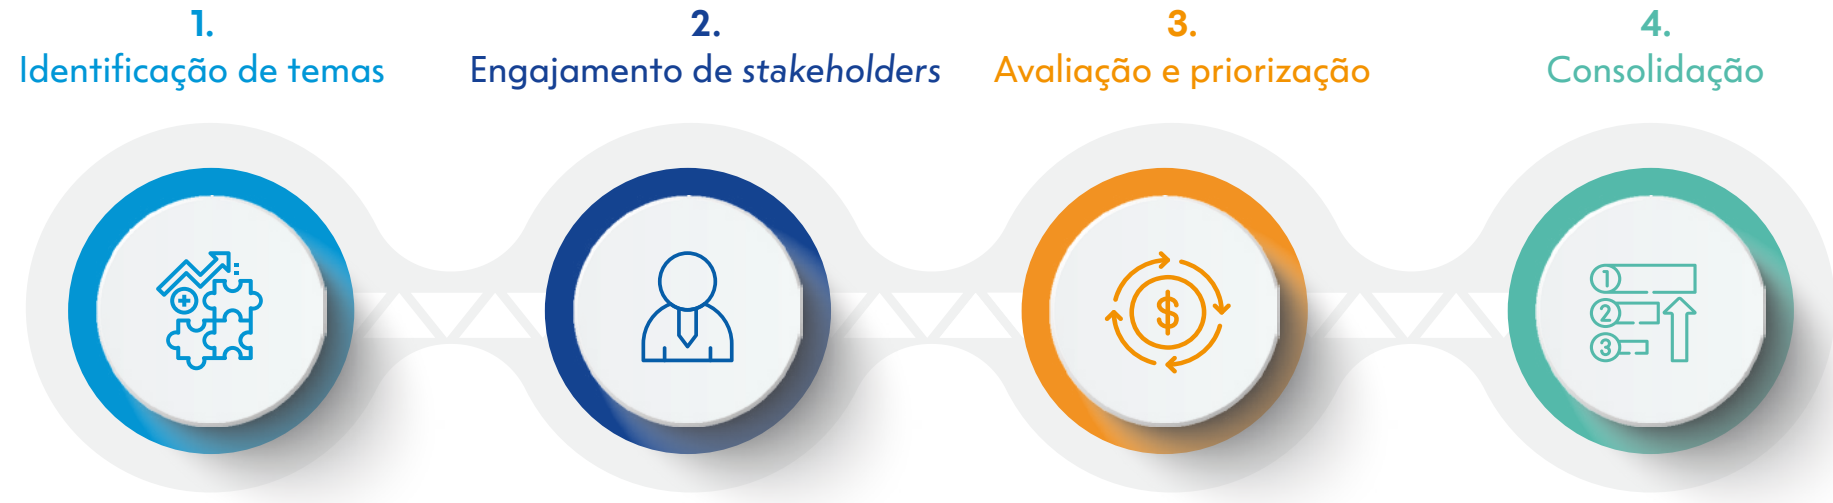 1.
Identificação de temas
2.
Engajamento de stakeholders
3.
Avaliação e priorização
4.
Consolidação
$
1
2
3